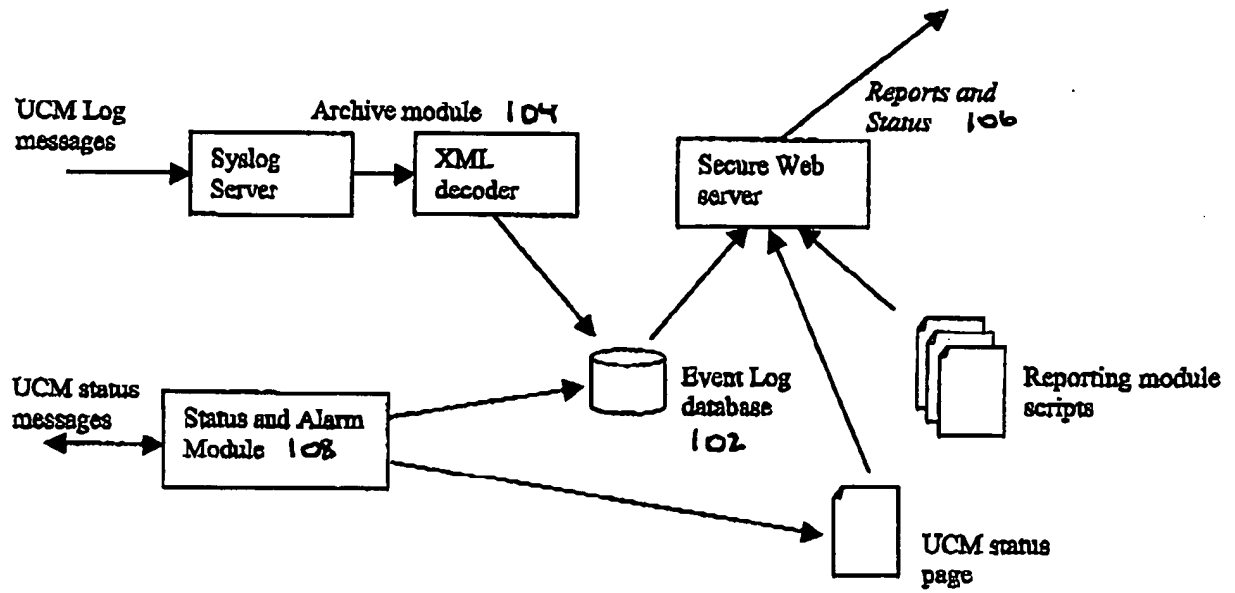 UCM Log
messages
Archive module 104
Syslog
Server
XML
decoder
Reports and
Status 106
Secure Web
server
UCM status
messages
Status and Alarm
Module 108
Event Log
database
102
Reporting module
scripts
UCM status
page